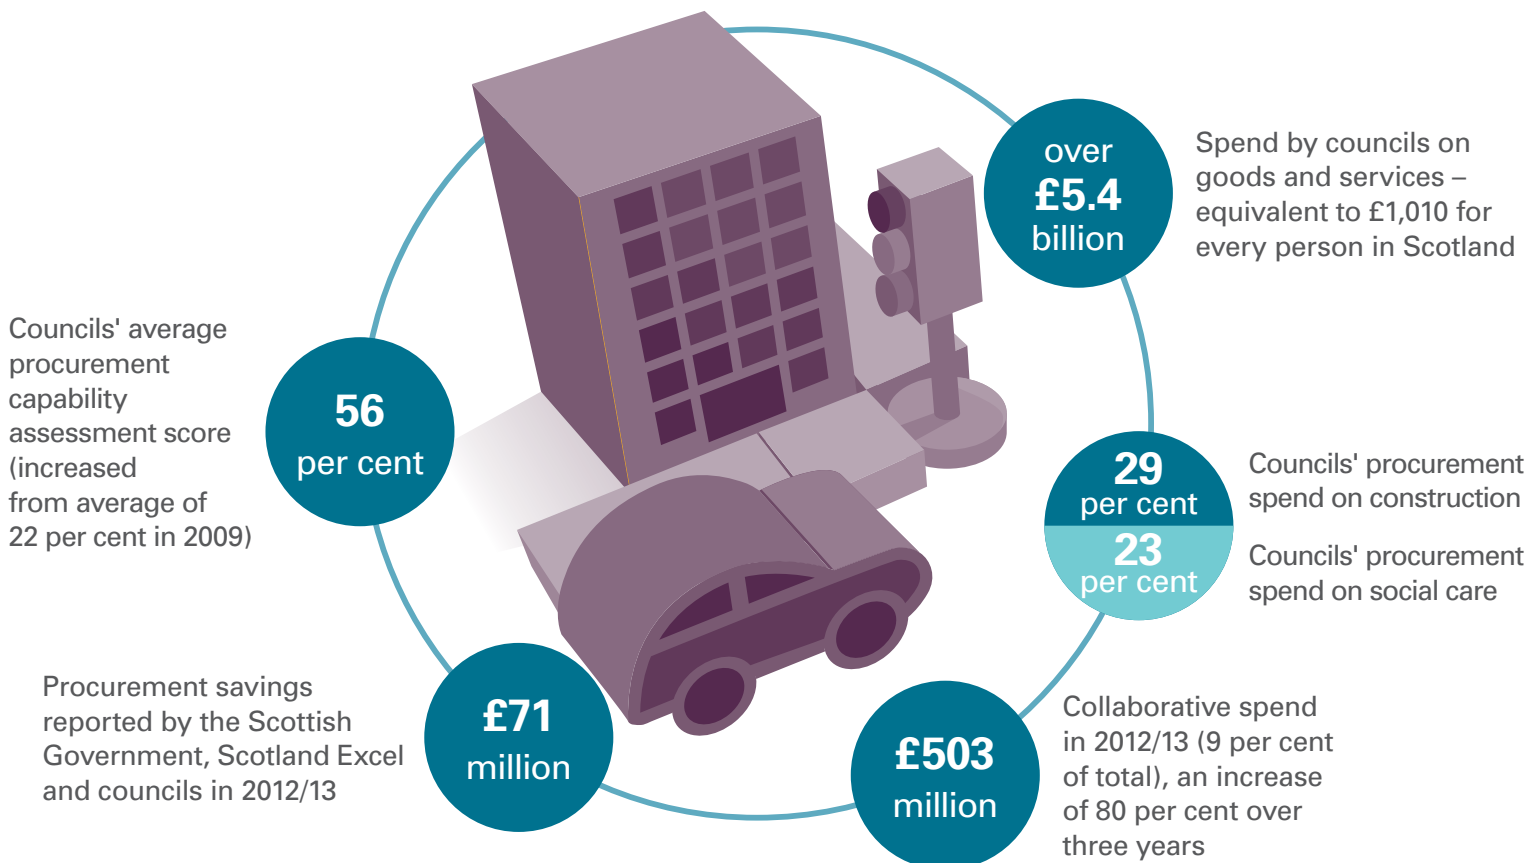 over
£5.4
billion
Spend by councils on
goods and services –
equivalent to £1,010 for
every person in Scotland
29
per cent
Councils' procurement
spend on construction
23
per cent
Councils' procurement
spend on social care
£503
million
Collaborative spend
in 2012/13 (9 per cent
of total), an increase
of 80 per cent over
three years
£71
million
Procurement savings
reported by the Scottish
Government, Scotland Excel
and councils in 2012/13
56
per cent
Councils' average
procurement
capability
assessment score
(increased
from average of
22 per cent in 2009)